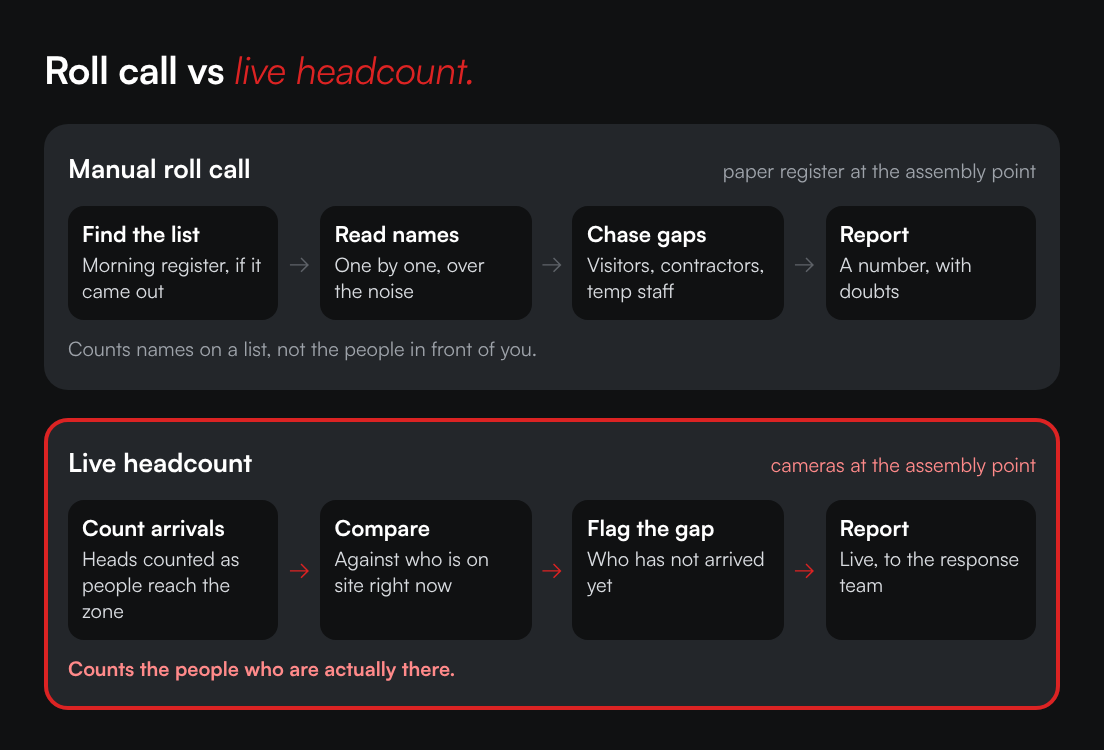 Roll call vs live headcount.
Manual roll call
paper register at the assembly point
Find the list
Morning register, if it
came out
Read names
One by one, over
the noise
Chase gaps
Visitors, contractors,
temp staff
Report
A number, with
doubts
Counts names on a list, not the people in front of you.
Live headcount
cameras at the assembly point
Count arrivals
Heads counted as
people reach the
zone
Compare
Against who is on
site right now
Flag the gap
Who has not arrived
yet
Report
Live, to the response
team
Counts the people who are actually there.